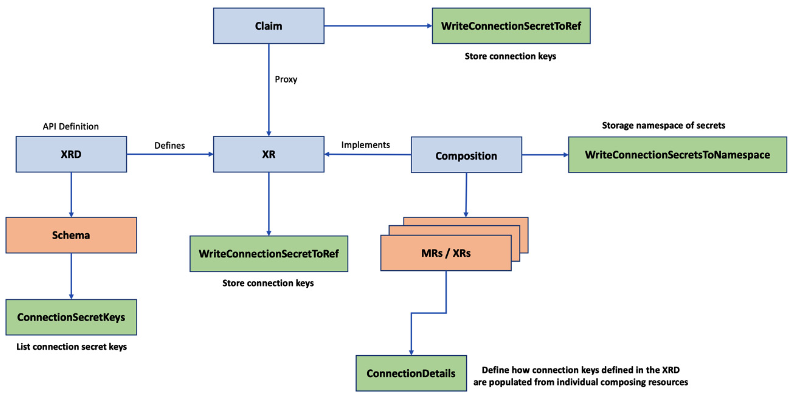 Claim
WriteConnectionSecretToRef
Store connection keys
Proxy
API Definition
Storage namespace of secrets
XRD
Defines
XR
Implements
Composition
WriteConnectionSecretsToNamespace
Schema
WriteConnectionSecretToRef
Store connection keys
MRs / XRs
ConnectionSecretKeys
List connection secret keys
ConnectionDetails
Define how connection keys defined in the XRD
are populated from individual composing resources